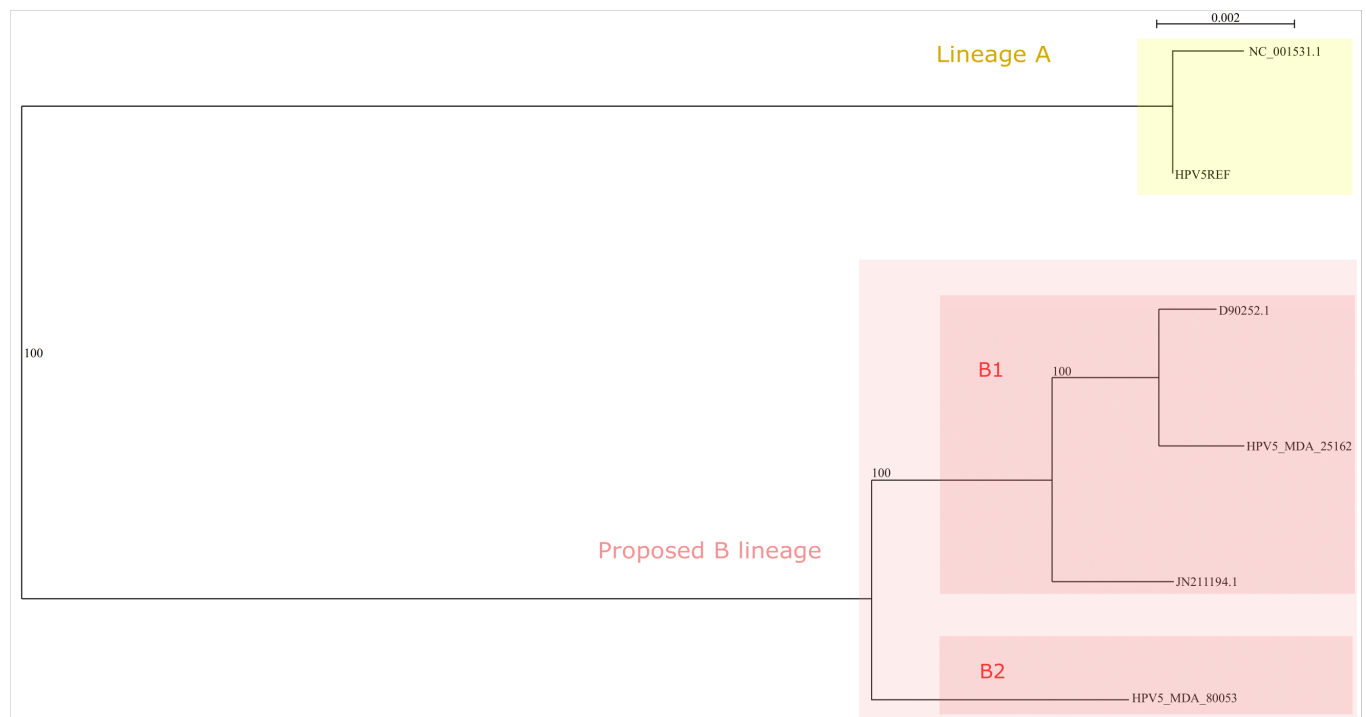 0.002
Lineage A
NC_001531.1
HPV5REF
D90252.1
100
B1
100
HPV5_MDA_25162
100
Proposed B lineage
JN211194.1
B2
HPV5_MDA_80053